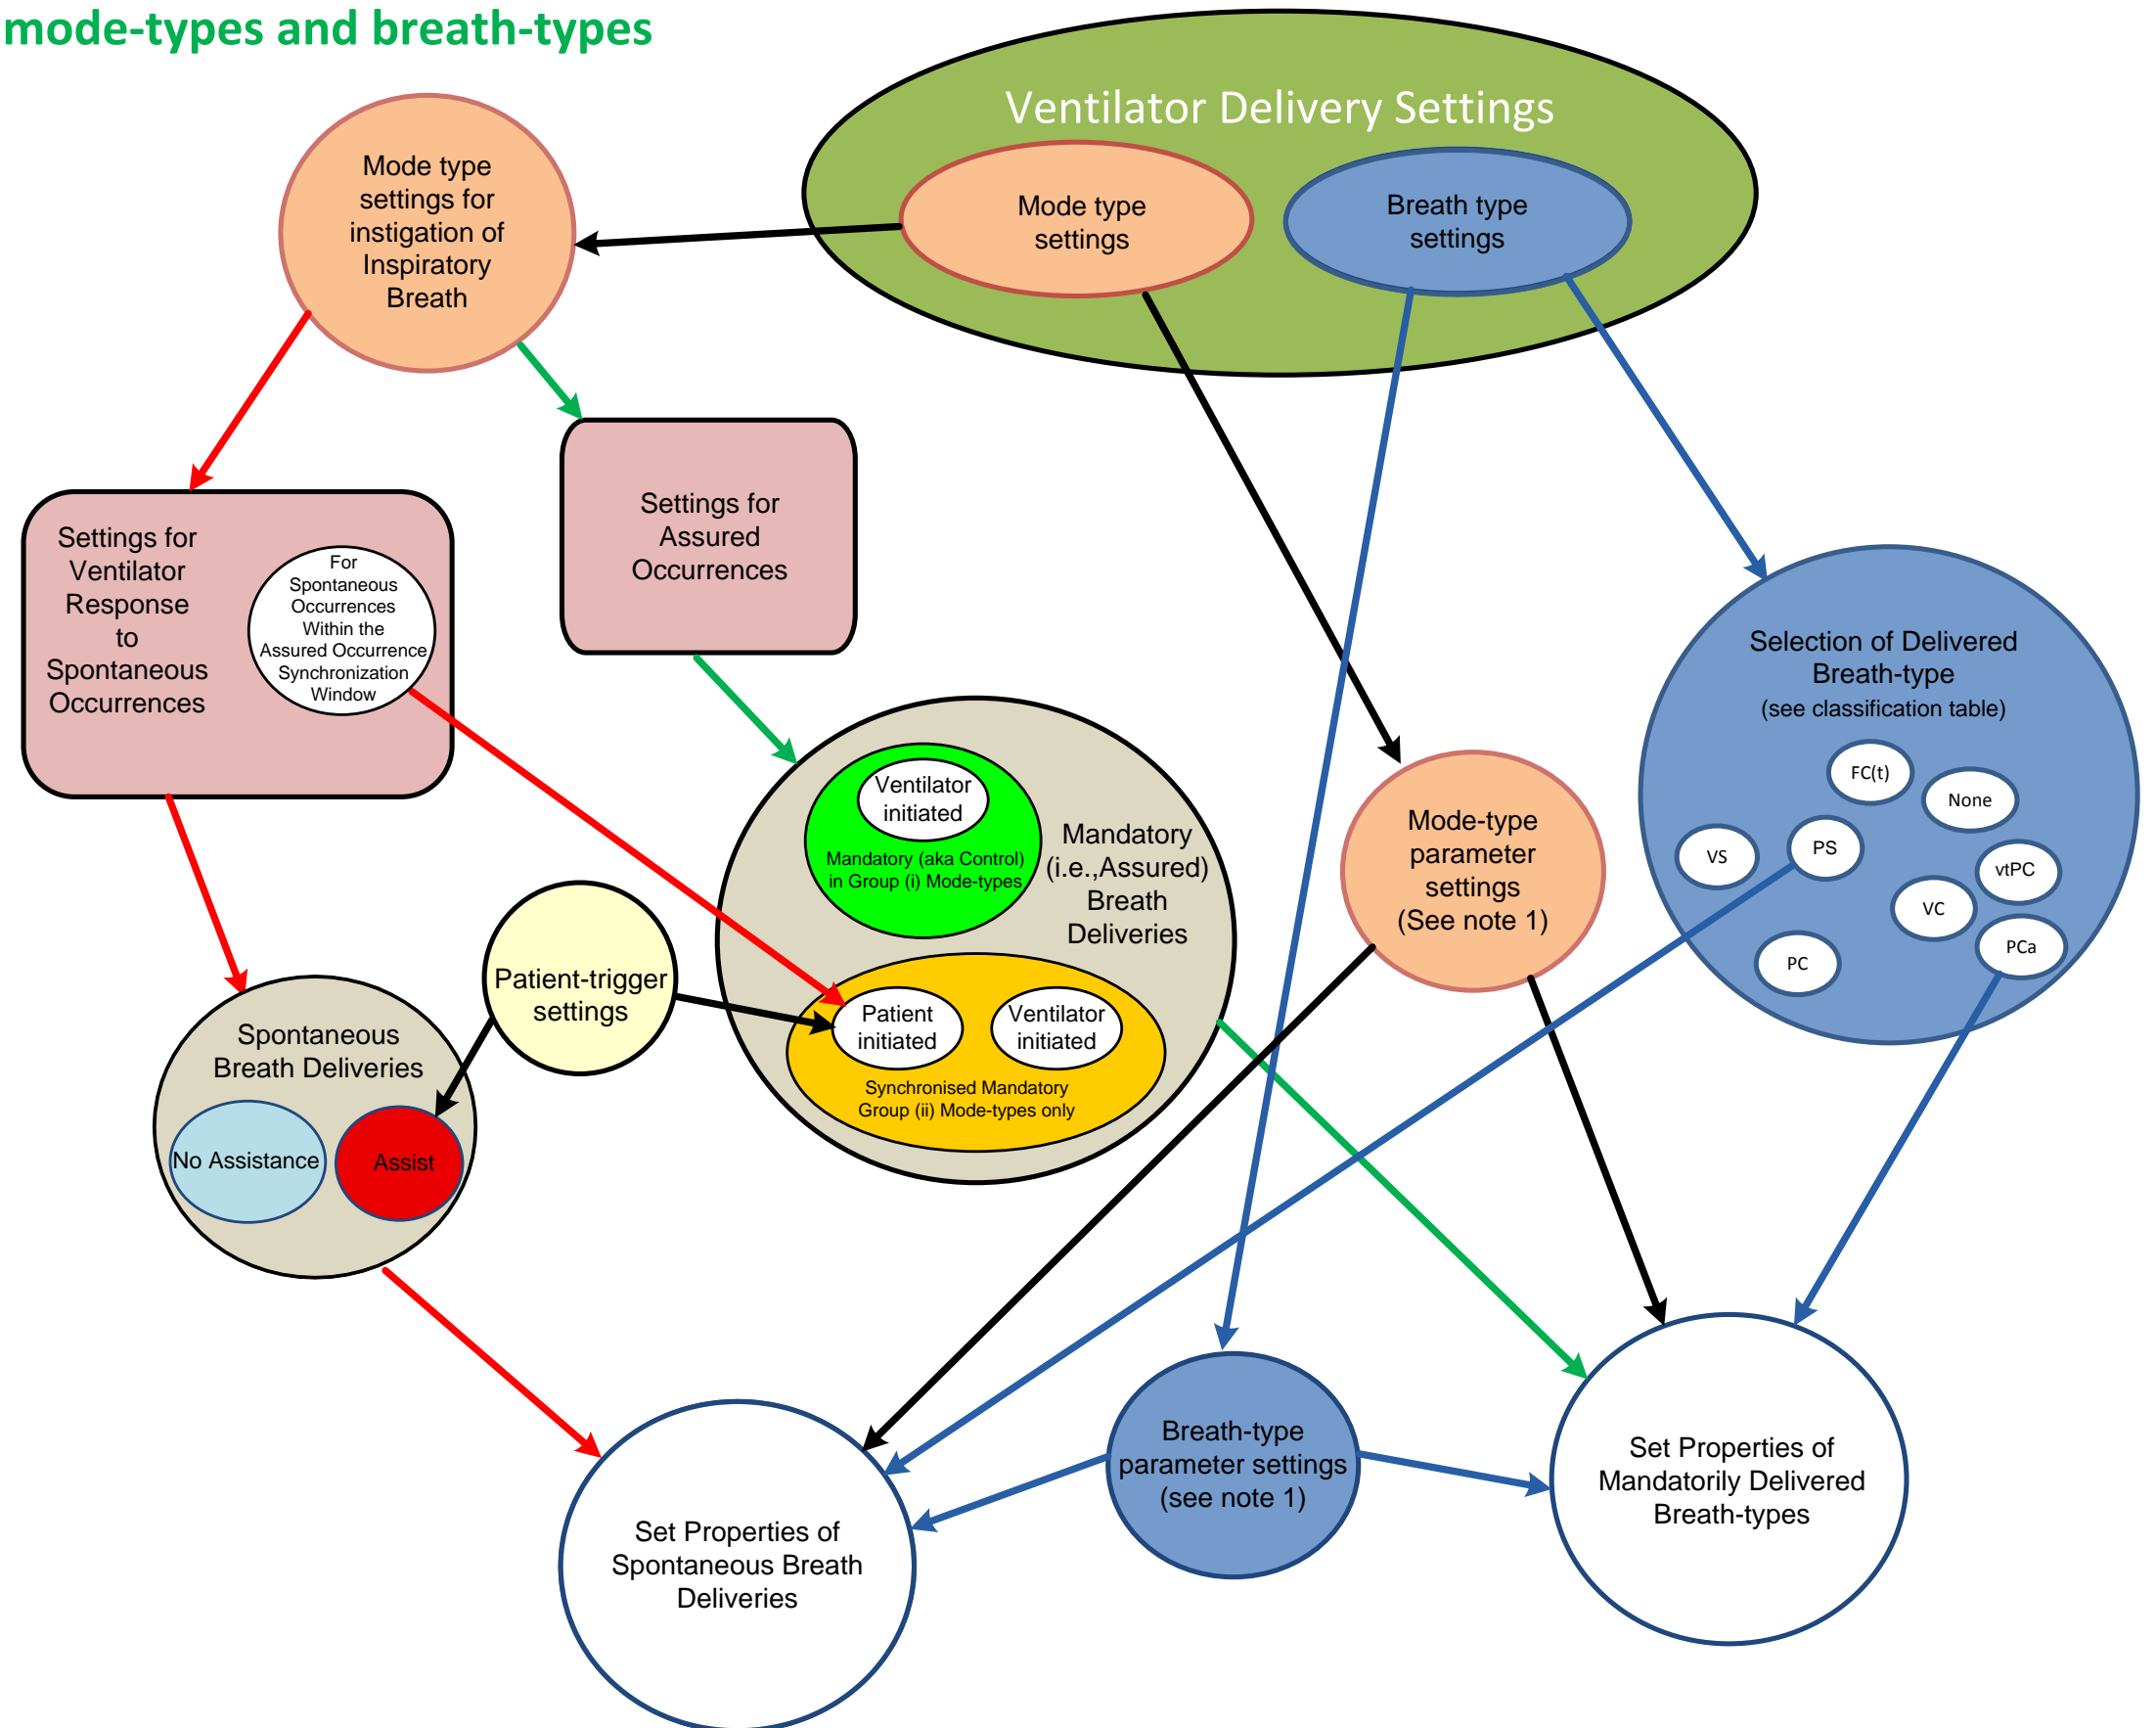 mode-types and breath-types
Ventilator Delivery Settings
Mode type
settings
Breath type
settings
Mode type
settings for
instigation of
Inspiratory
Breath
Settings for
Assured
Occurrences
Settings for
Ventilator
Response
to
Spontaneous
Occurrences
For
Spontaneous
Occurrences
Within the
Assured Occurrence
Synchronization
Window
Selection of Delivered
Breath-type
(see classification table)
FC(t)
None
VS
PS
vtPC
VC
PCa
PC
Ventilator
initiated
Mandatory (aka Control)
in Group (i) Mode-types
Mandatory
(i.e.,Assured)
Breath
Deliveries
Mode-type
parameter
settings
(See note 1)
Patient-trigger
settings
Patient
initiated
Ventilator
initiated
Synchronised Mandatory
Group (ii) Mode-types only
Spontaneous
Breath Deliveries
No Assistance
Assist
Breath-type
parameter settings
(see note 1)
Set Properties of
Mandatorily Delivered
Breath-types
Set Properties of
Spontaneous Breath
Deliveries